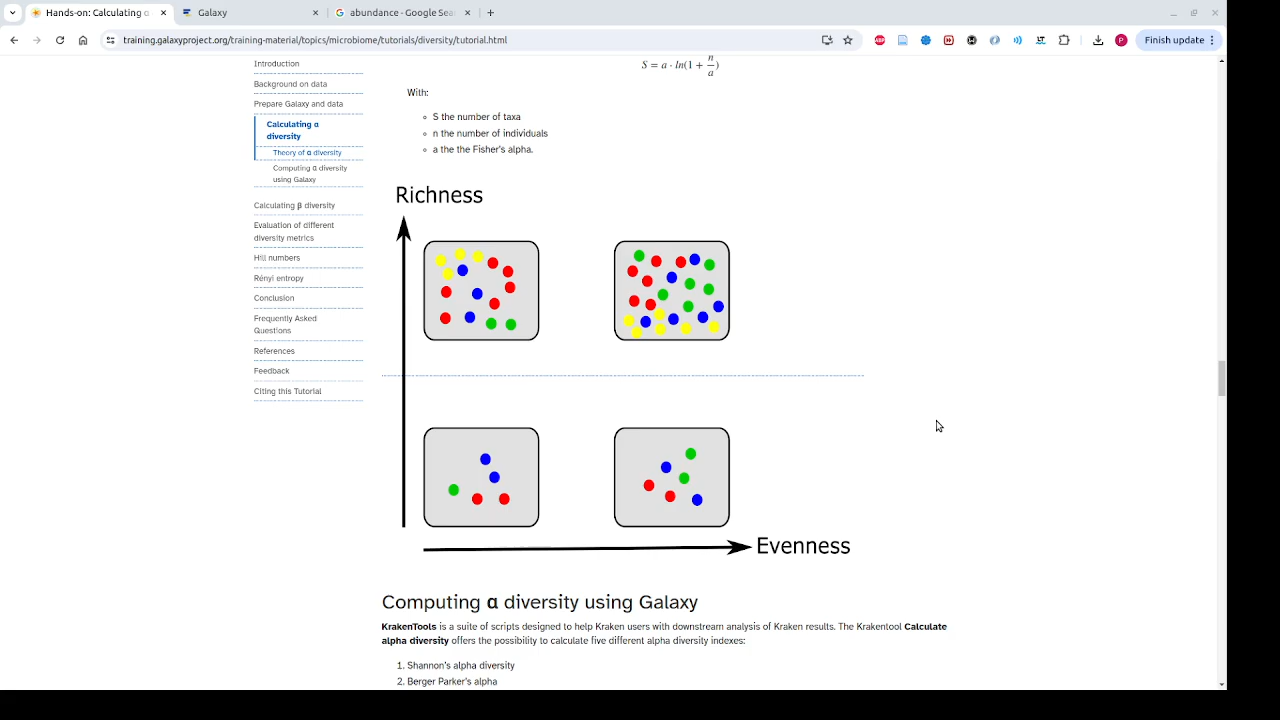 Hands-on: Calculating α
Galaxy
abundance - Google Sea
training.galaxyproject.org/training-material/topics/microbiome/tutorials/diversity/tutorial.html
Finish update
Introduction
Background on data
Prepare Galaxy and data
Calculating α
diversity
Theory of α diversity
Computing α diversity
using Galaxy
Calculating β diversity
Evaluation of different
diversity metrics
Hill numbers
Rényi entropy
Conclusion
Frequently Asked
Questions
References
Feedback
Citing this Tutorial
S = a · ln(1 + n/a)
With:
S the number of taxa
n the number of individuals
a the the Fisher's alpha.
Richness
Evenness
Computing α diversity using Galaxy
KrakenTools is a suite of scripts designed to help Kraken users with downstream analysis of Kraken results. The Krakentool Calculate
alpha diversity offers the possibility to calculate five different alpha diversity indexes:
1. Shannon's alpha diversity
2. Berger Parker's alpha